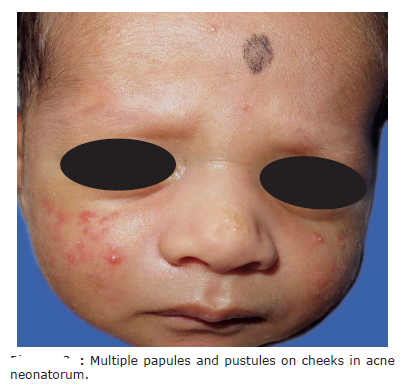 : Multiple papules and pustules on cheeks in acne
neonatorum.